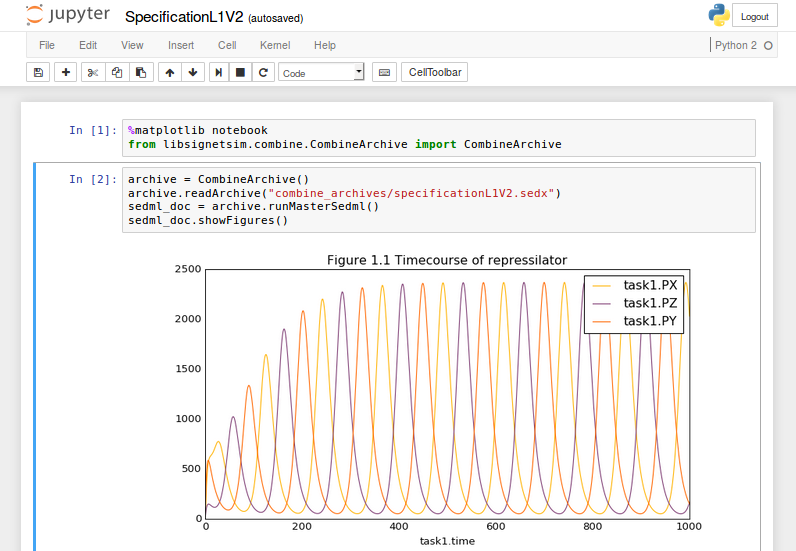 jupyter SpecificationL1V2 (autosaved)
Logout
File Edit View Insert Cell Kernel Help
Python 2
Code
CellToolbar
In [1]:
%matplotlib notebook
from libsignetsim.combine.CombineArchive import CombineArchive
In [2]:
archive = CombineArchive()
archive.readArchive("combine_archives/specificationL1V2.sedx")
sedml_doc = archive.runMasterSedml()
sedml_doc.showFigures()
Figure 1.1 Timecourse of repressilator
2500
2000
1500
1000
500
0
task1.PX
task1.PZ
task1.PY
0 200 400 600 800 1000
task1.time